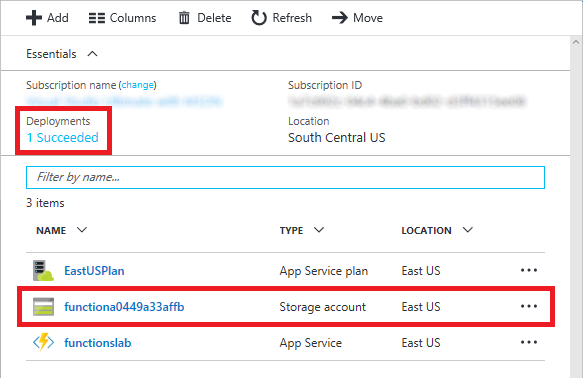 Add Columns Delete Refresh Move
Essentials
Subscription name (change) Subscription ID
Deployments Location
1 Succeeded South Central US
Filter by name...
3 items
NAME TYPE LOCATION
EastUSPlan App Service plan East US ...
functiona0449a33affb Storage account East US ...
functionslab App Service East US ...